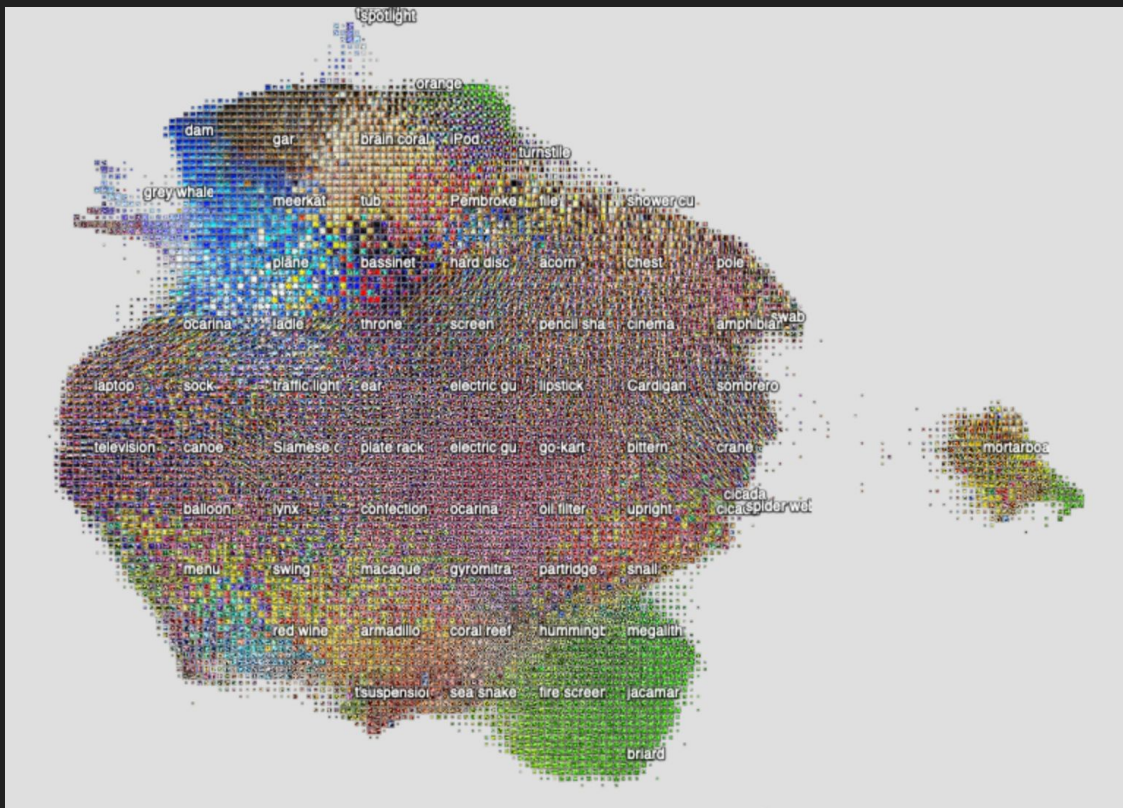 spotlight
orange
dam
gar
brain coral
iPod
turnstile
grey whale
meerkat
tub
Pembroke
file
shower cu
plane
bassinet
hard disc
acorn
chest
pole
swab
ocarina
ladle
throne
screen
pencil sha
cinema
amphibia
laptop
sock
traffic light
ear
electric gu
lipstick
Cardigan
sombrero
television
canoe
Siamese c
plate rack
electric gu
go-kart
bittern
crane
mortarboa
cicada
balloon
lynx
confection
ocarina
oil filter
upright
cicad
spider wet
menu
swing
macaque
gyromitra
partridge
snail
red wine
armadillo
coral reef
hummingb
megalith
suspensio
sea snake
fire screer
jacamar
briard